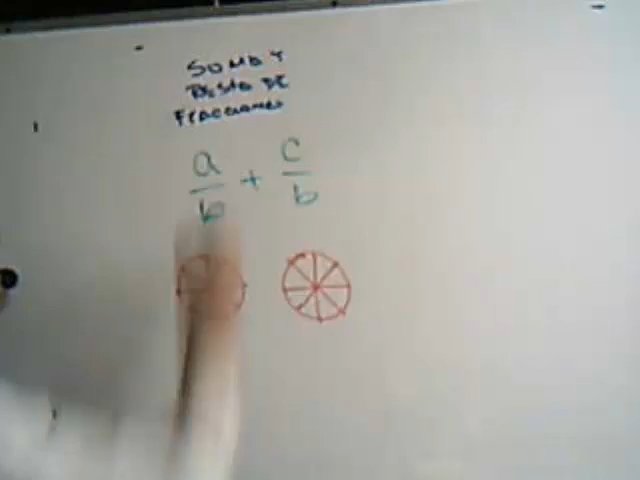 SUMA Y
RESTA DE
FRACCIONES
a/b + c/b